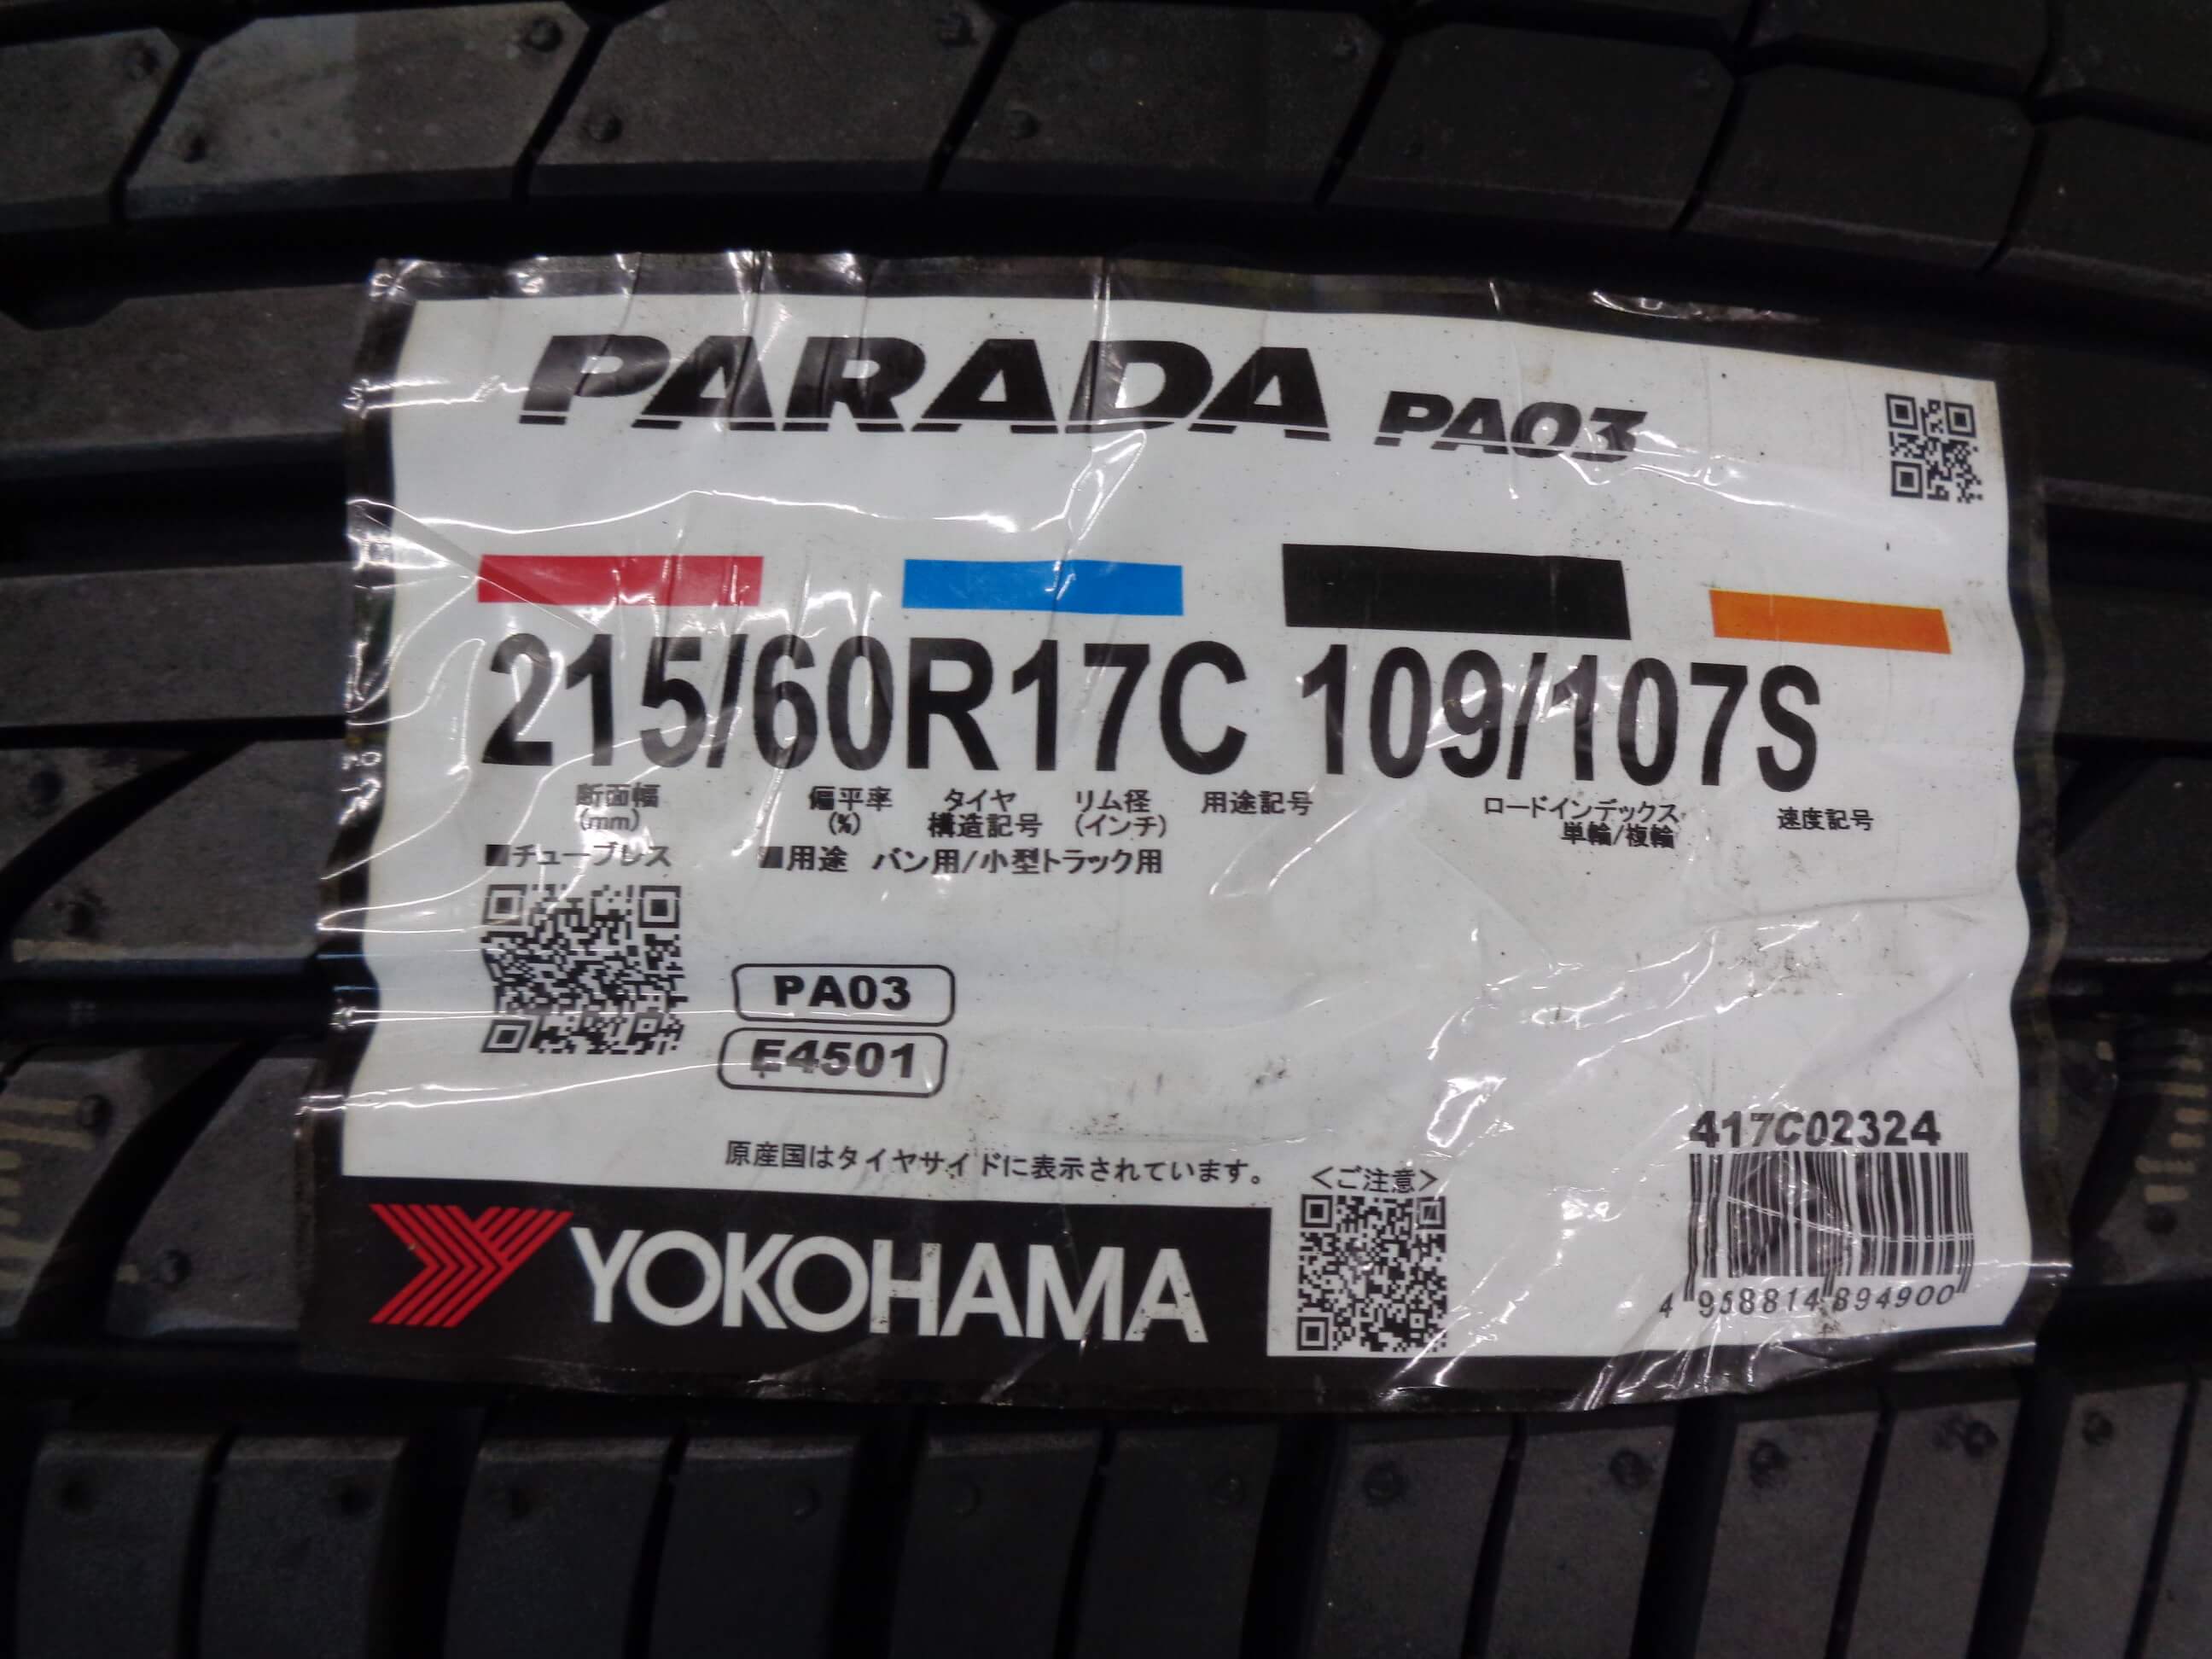 PARADA PA03
215/60R17C 109/107S
断面幅 偏平率 タイヤ リム径 用途記号 ロードインデックス 速度記号
(mm) (%) 構造記号 (インチ) 単輪/複輪
■チューブレス ■用途 バン用/小型トラック用
PA03
E4501
417C02324
原産国はタイヤサイドに表示されています。
<ご注意>
YOKOHAMA
4 958814 894900